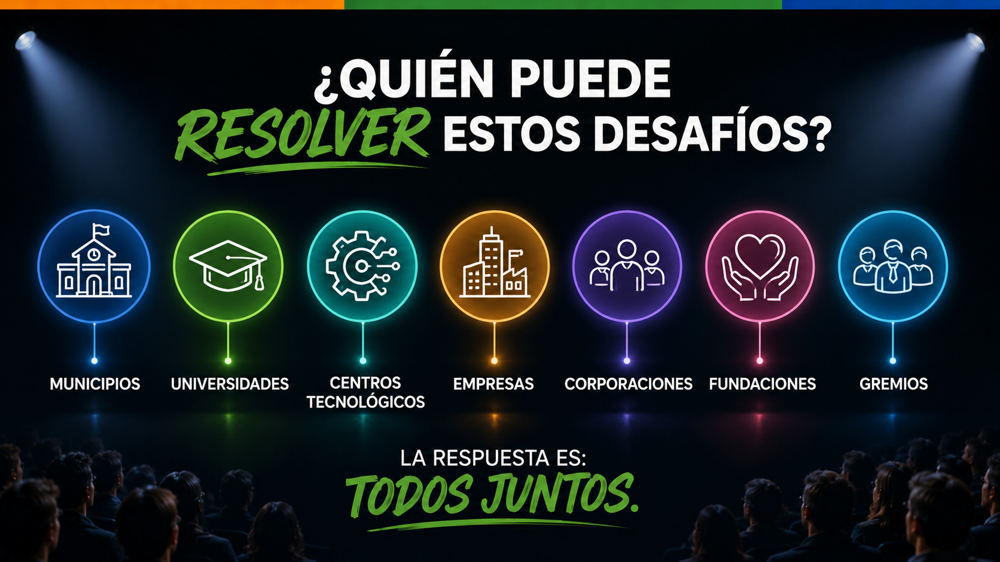 ¿QUIÉN PUEDE
RESOLVER ESTOS DESAFÍOS?
MUNICIPIOS
UNIVERSIDADES
CENTROS
TECNOLÓGICOS
EMPRESAS
CORPORACIONES
FUNDACIONES
GREMIOS
LA RESPUESTA ES:
TODOS JUNTOS.